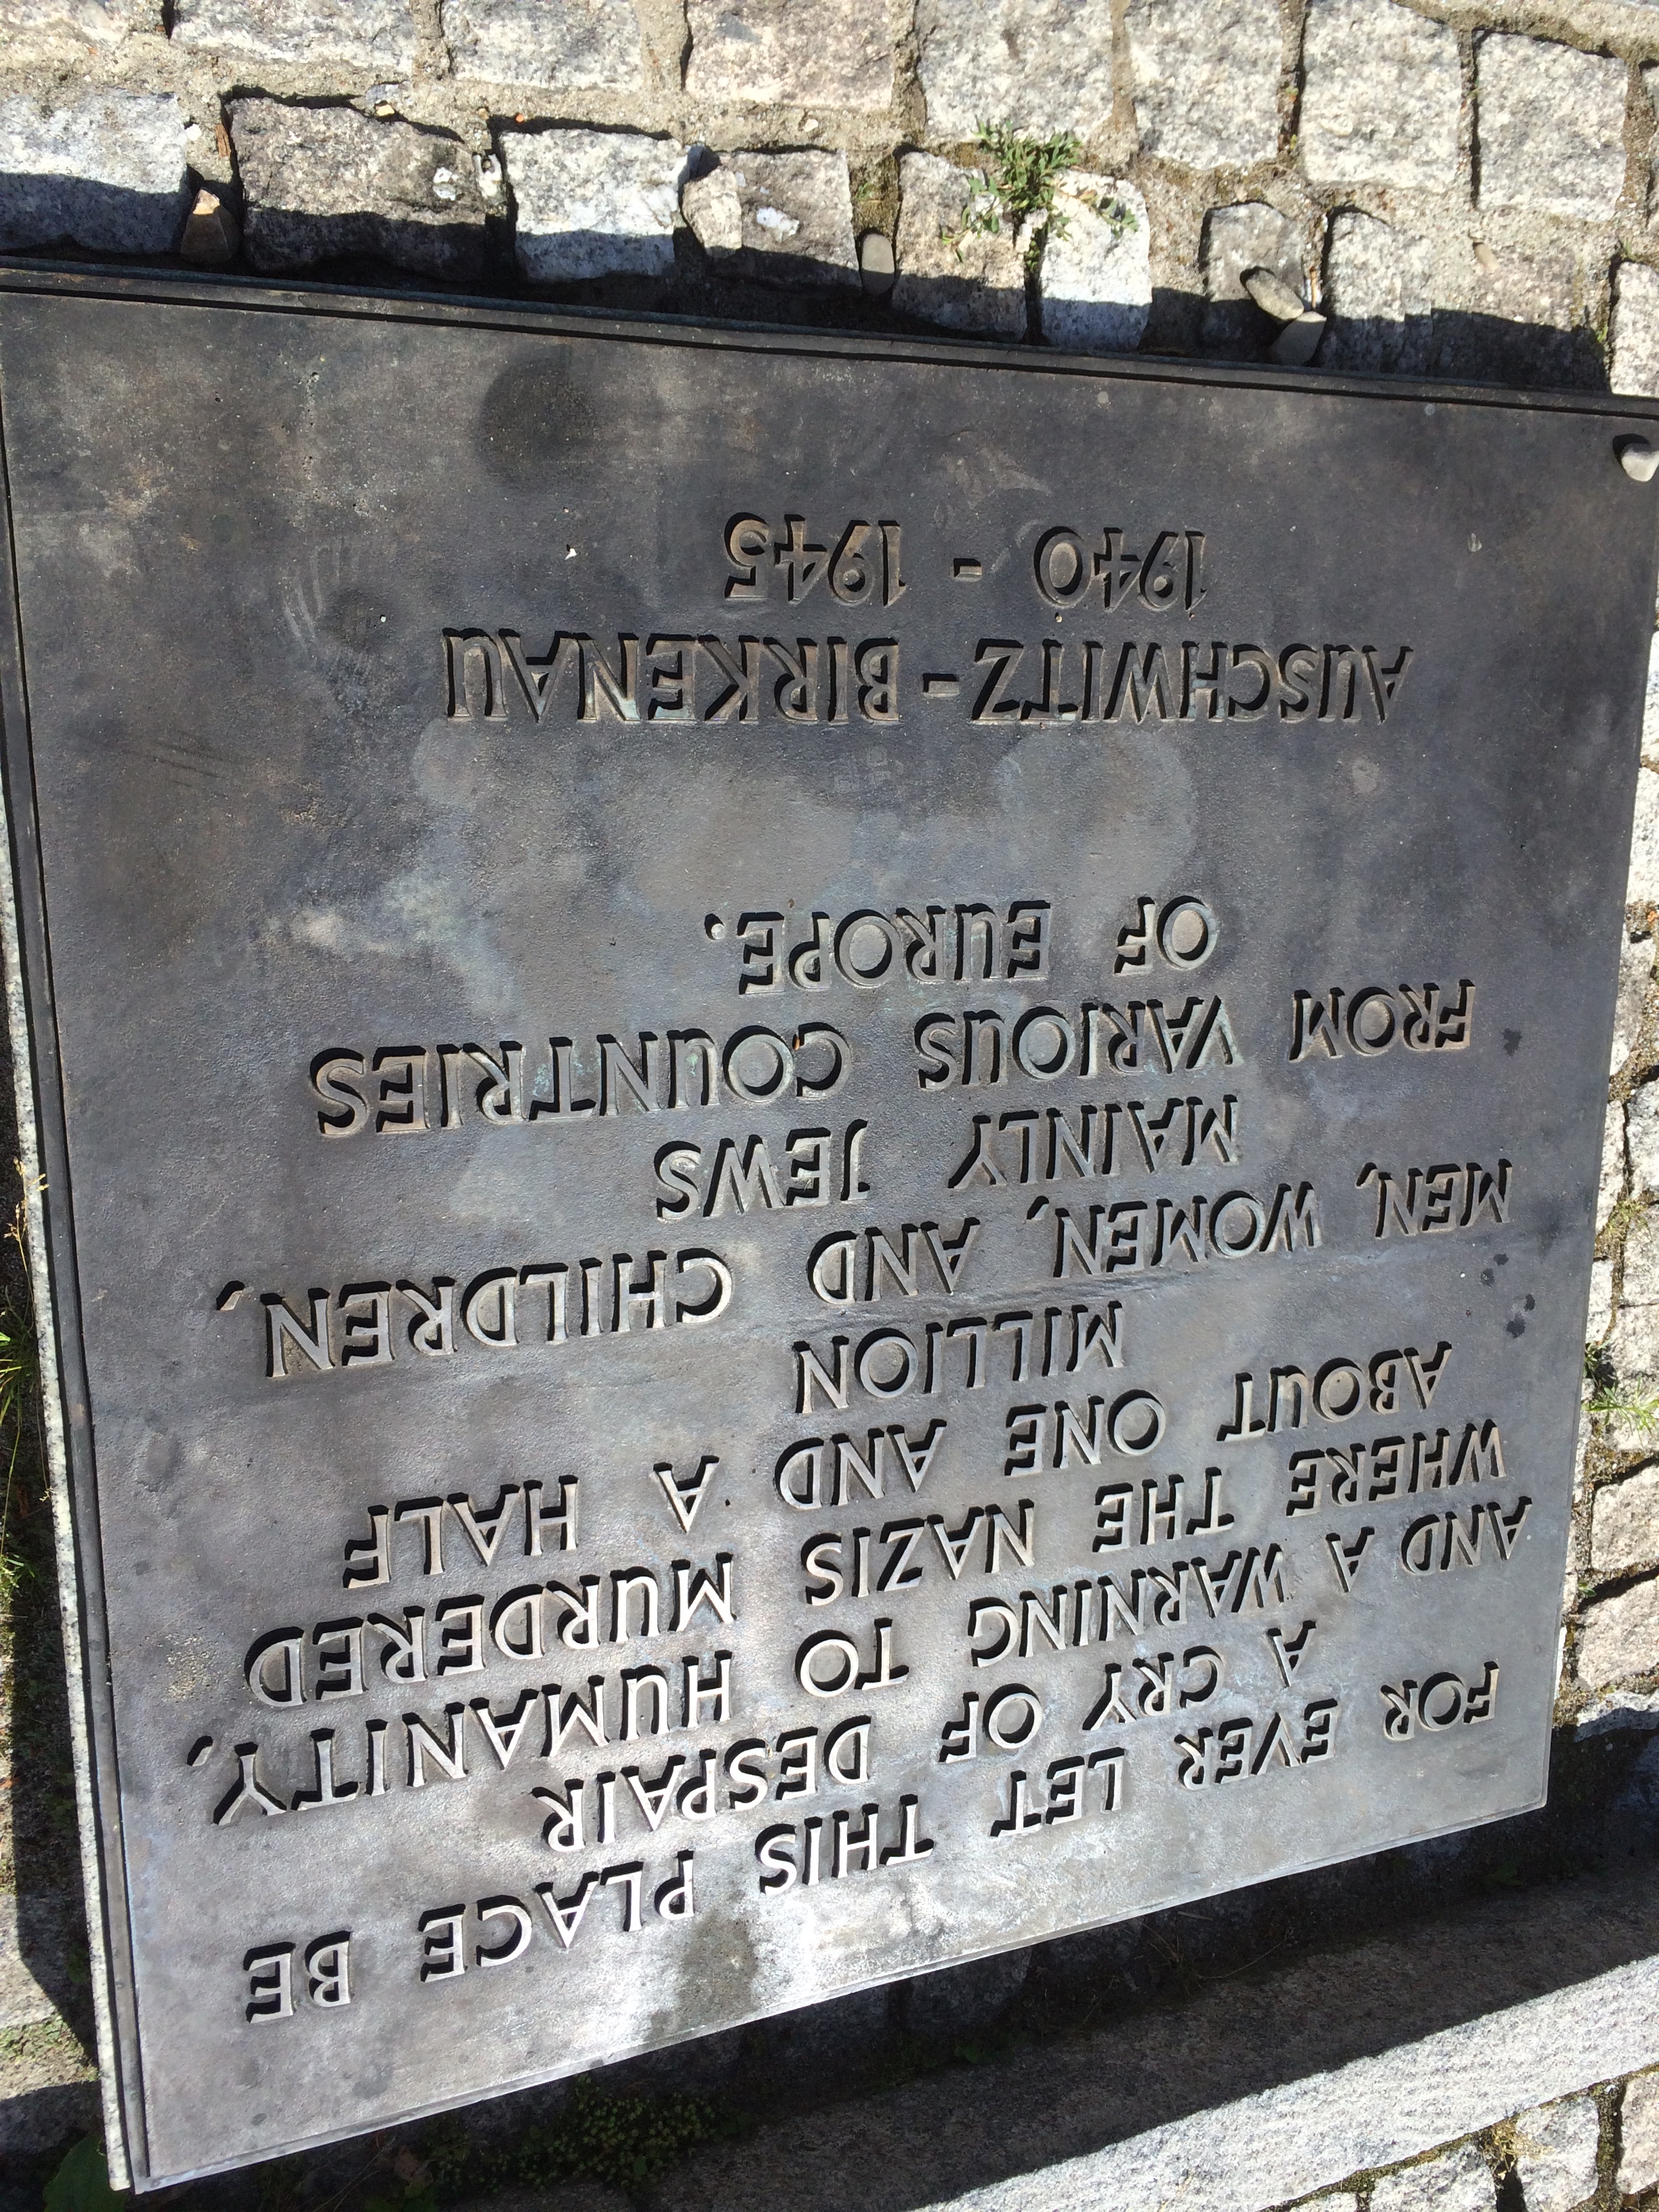 FOR EVER LET THIS PLACE BE
A CRY OF DESPAIR
AND A WARNING TO HUMANITY,
WHERE THE NAZIS MURDERED
ABOUT ONE AND A HALF
MILLION
MEN, WOMEN, AND CHILDREN,
MAINLY JEWS
FROM VARIOUS COUNTRIES
OF EUROPE.
AUSCHWITZ - BIRKENAU
1940 - 1945